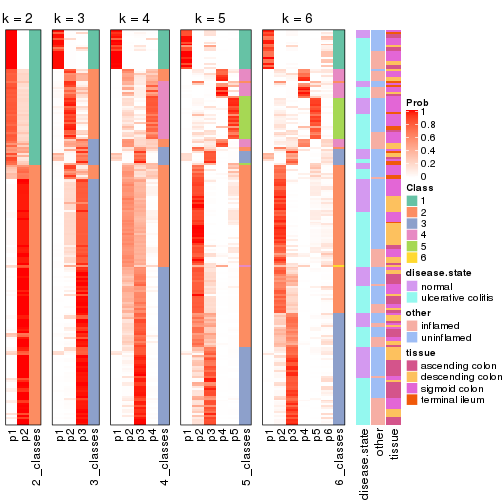 k = 2
k = 3
k = 4
k = 5
k = 6
p1
p2
2_classes
p1
p2
p3
3_classes
p1
p2
p3
p4
4_classes
p1
p2
p3
p4
p5
5_classes
p1
p2
p3
p4
p5
p6
6_classes
disease.state
other
tissue
Prob
1
0.8
0.6
0.4
0.2
0
Class
1
2
3
4
5
6
disease.state
normal
ulcerative colitis
other
inflamed
uninflamed
tissue
ascending colon
descending colon
sigmoid colon
terminal ileum